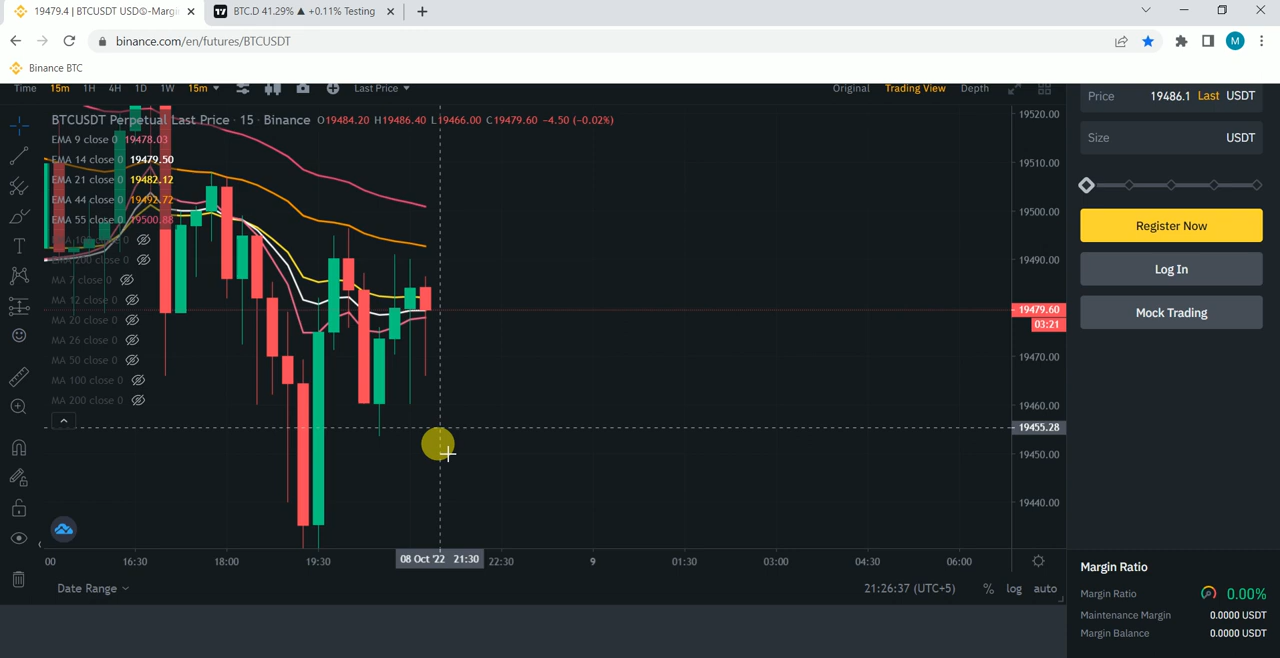 19479.4 | BTCUSDT USD⊚-Margi
BTC.D 41.29% ▲ +0.11% Testing
binance.com/en/futures/BTCUSDT
Binance BTC
Time 15m 1H 4H 1D 1W 15m Last Price Original Trading View Depth
BTCUSDT Perpetual Last Price · 15 · Binance O19484.20 H19486.40 L19466.00 C19479.60 −4.50 (−0.02%)
EMA 9 close 0 19478.03
EMA 14 close 0 19479.50
EMA 21 close 0 19482.12
EMA 44 close 0 19492.72
EMA 55 close 0 19500.88
MA 7 close 0
MA 12 close 0
MA 20 close 0
MA 26 close 0
MA 50 close 0
MA 100 close 0
MA 200 close 0
19520.00
19510.00
19500.00
19490.00
19479.60
03:21
19470.00
19460.00
19455.28
19450.00
19440.00
00 16:30 18:00 19:30 08 Oct '22 21:30 22:30 9 01:30 03:00 04:30 06:00
Date Range 21:26:37 (UTC+5) % log auto
Price 19486.1 Last USDT
Size USDT
Register Now
Log In
Mock Trading
Margin Ratio
Margin Ratio 0.00%
Maintenance Margin 0.0000 USDT
Margin Balance 0.0000 USDT
M